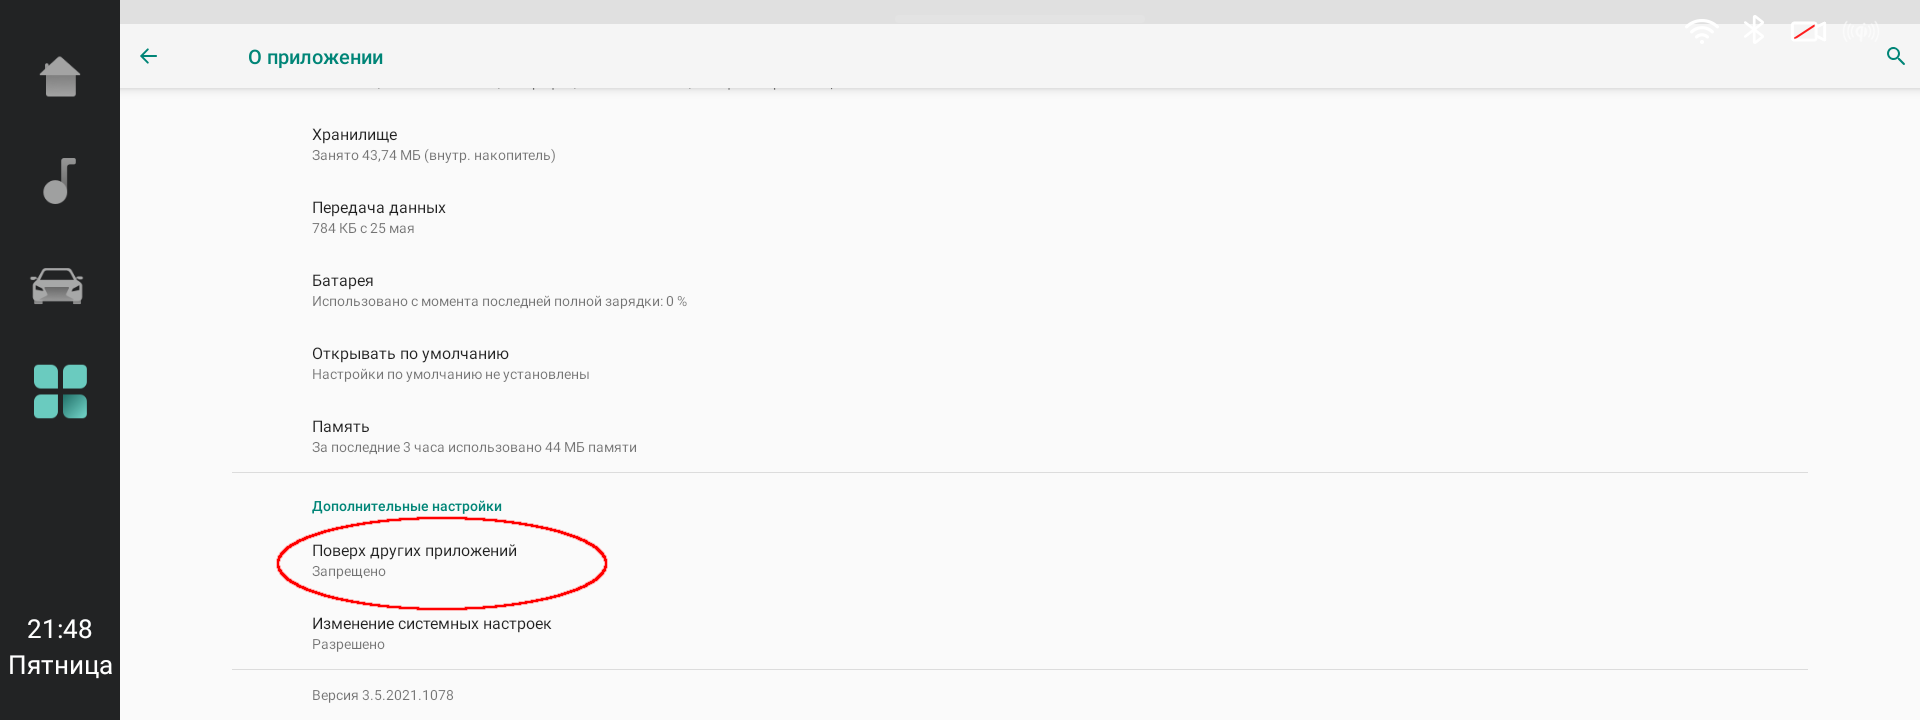 О приложении
Хранилище
Занято 43,74 МБ (внутр. накопитель)
Передача данных
784 КБ с 25 мая
Батарея
Использовано с момента последней полной зарядки: 0 %
Открывать по умолчанию
Настройки по умолчанию не установлены
Память
За последние 3 часа использовано 44 МБ памяти
Дополнительные настройки
Поверх других приложений
Запрещено
Изменение системных настроек
Разрешено
Версия 3.5.2021.1078
21:48
Пятница